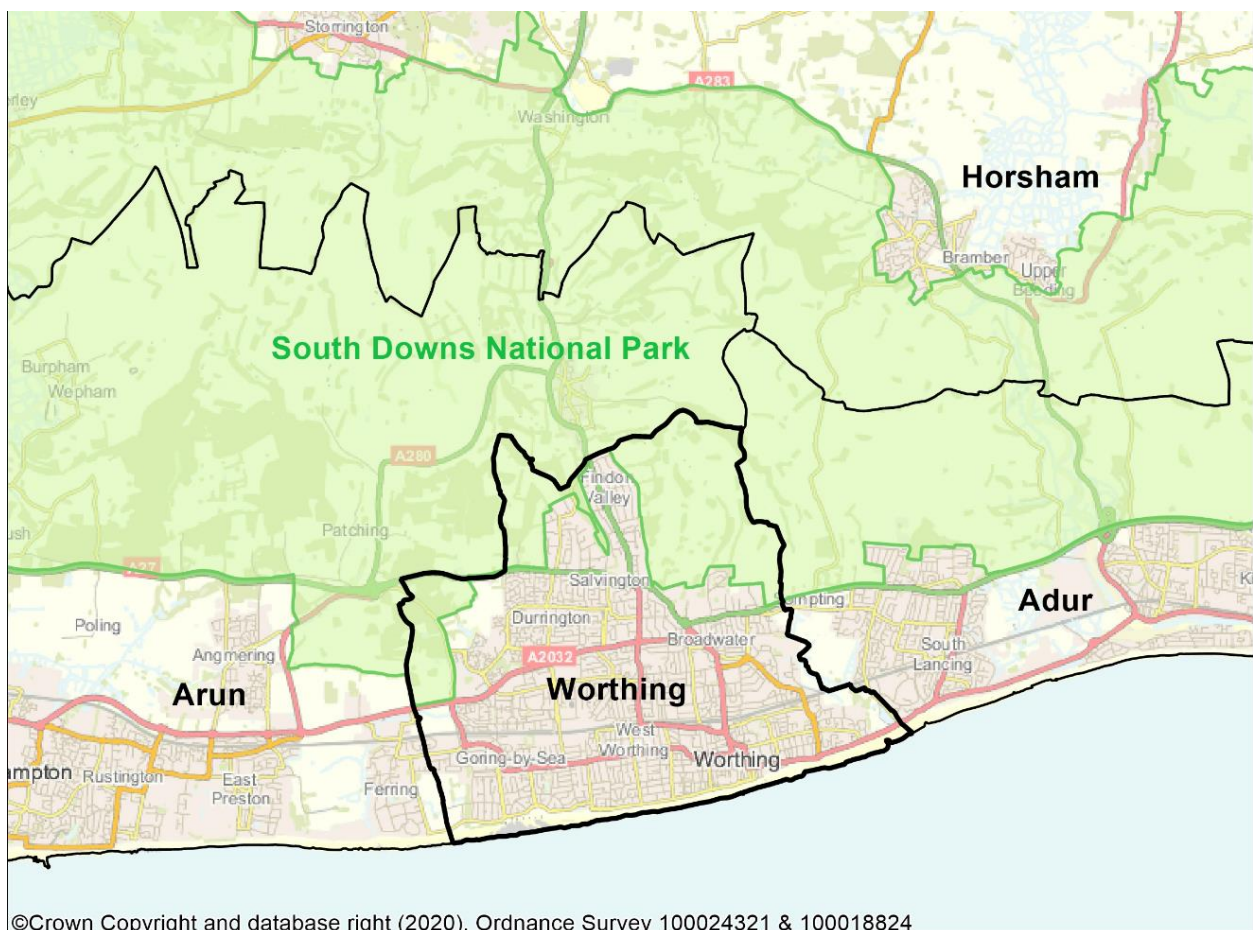 Storrington
A283
Washington
Horsham
Bramber
Upper
Beeding
South Downs National Park
Burpham
Wepham
A280
Findon
Valley
Patching
A27
Salvington
Durrington
Broadwater
Poling
Angmering
A2032
Adur
South
Lancing
Arun
Worthing
West
Worthing
Worthing
Goring-by-Sea
Rustington
East
Preston
Ferring
©Crown Copyright and database right (2020). Ordnance Survey 100024321 & 100018824